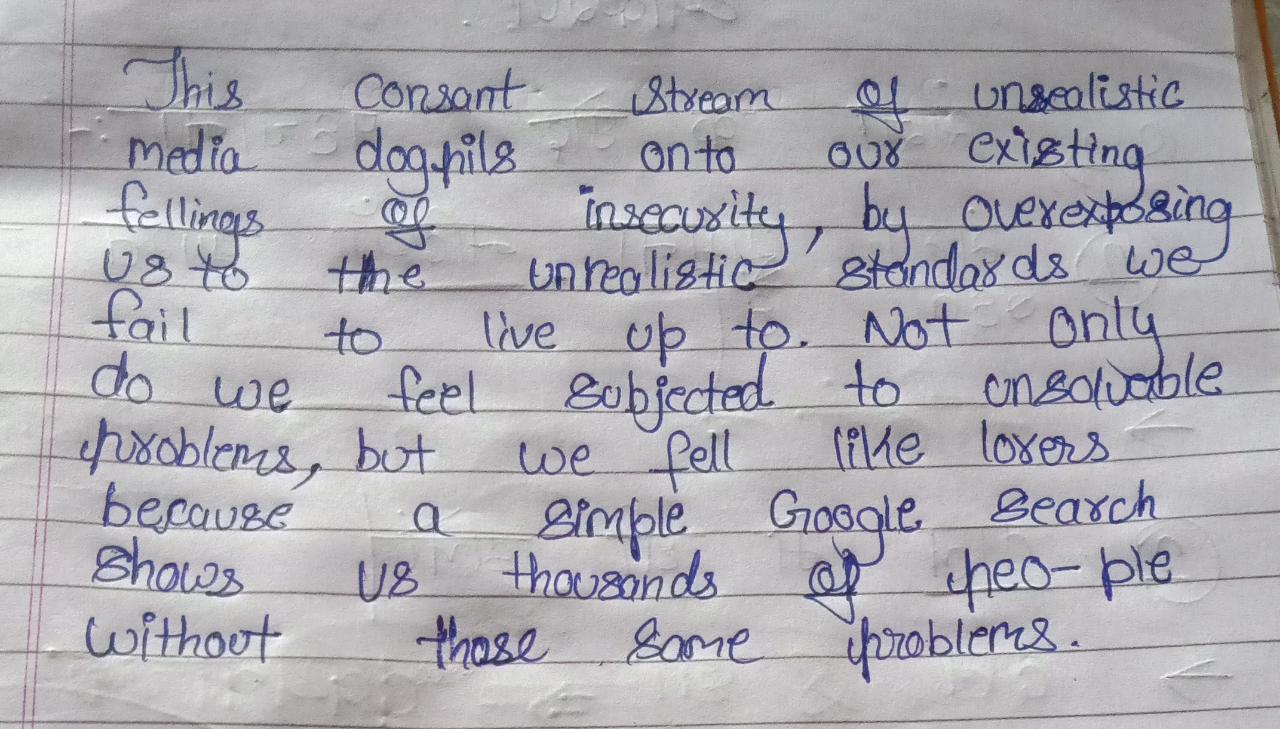 This consant stream of unrealistic
media dogpils onto our existing
fellings of insecurity, by overexposing
us to the unrealistic standards we
fail to live up to. Not only
do we feel subjected to unsolvable
problems, but we fell like lorers
because a simple Google search
shows us thousands of peo-ple
without those same problems.